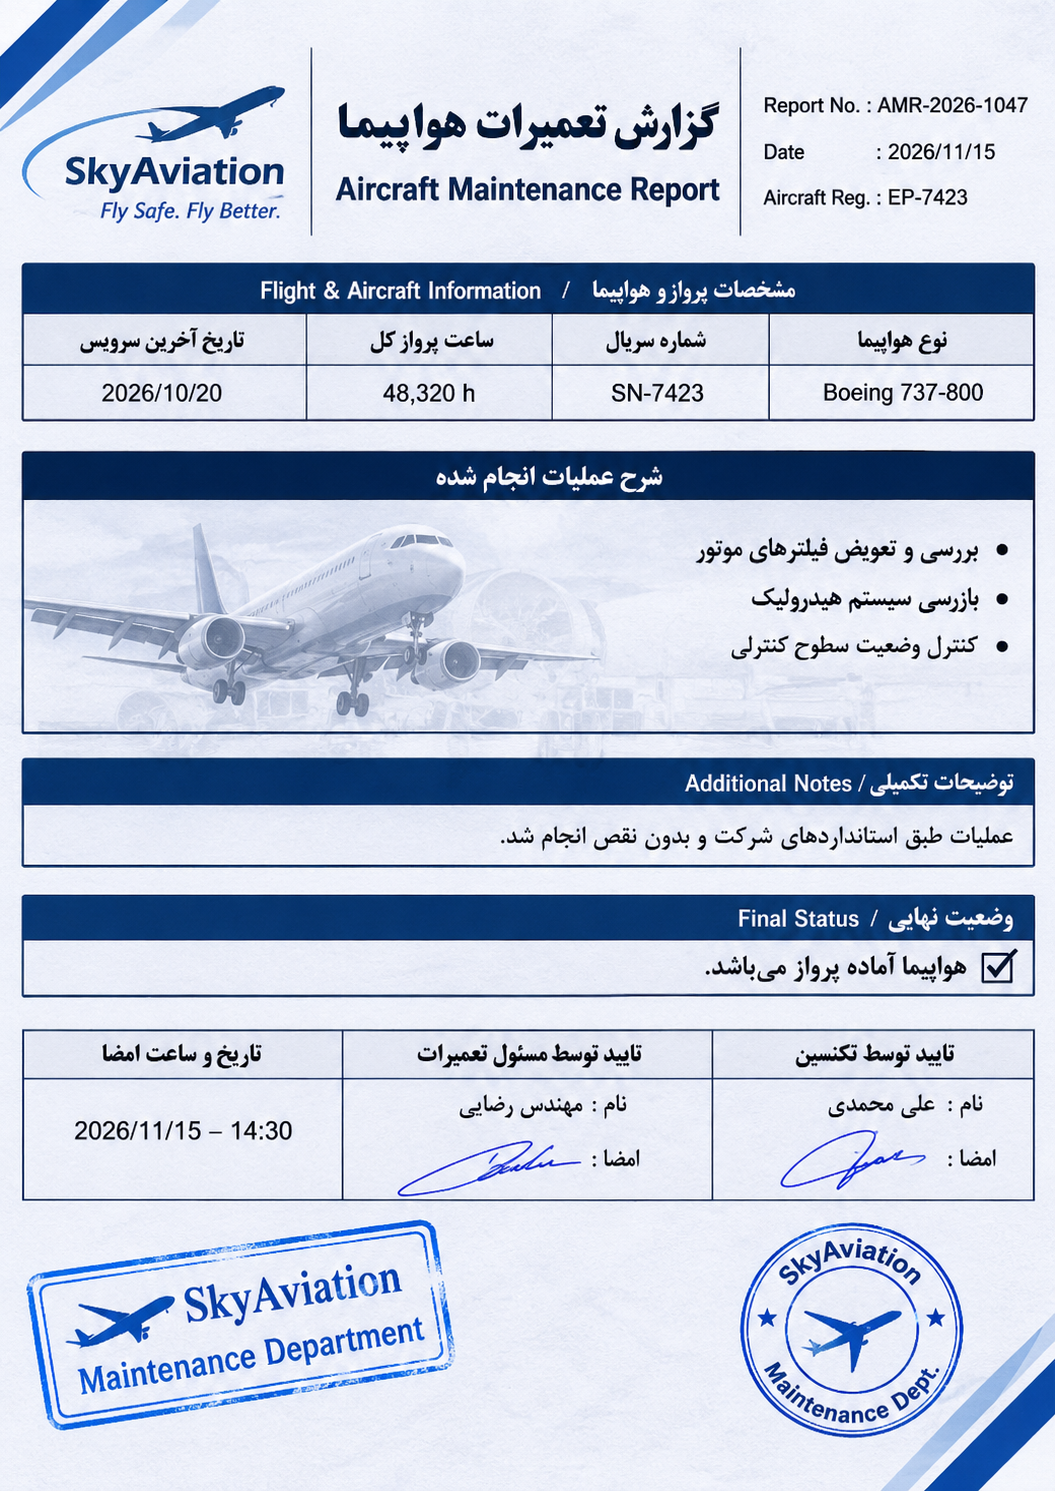 SkyAviation
Fly Safe. Fly Better.
گزارش تعمیرات هواپیما
Aircraft Maintenance Report
Report No. : AMR-2026-1047
Date : 2026/11/15
Aircraft Reg. : EP-7423
مشخصات پرواز و هواپیما / Flight & Aircraft Information
نوع هواپیما	شماره سریال	ساعت پرواز کل	تاریخ آخرین سرویس
Boeing 737-800	SN-7423	48,320 h	2026/10/20
شرح عملیات انجام شده
● بررسی و تعویض فیلترهای موتور
● بازرسی سیستم هیدرولیک
● کنترل وضعیت سطوح کنترلی
توضیحات تکمیلی / Additional Notes
عملیات طبق استانداردهای شرکت و بدون نقص انجام شد.
وضعیت نهایی / Final Status
☑ هواپیما آماده پرواز می‌باشد.
تایید توسط تکنسین	تایید توسط مسئول تعمیرات	تاریخ و ساعت امضا
نام : علی محمدی	نام : مهندس رضایی	2026/11/15 – 14:30
امضا :	امضا :
SkyAviation
Maintenance Department
SkyAviation
Maintenance Dept.